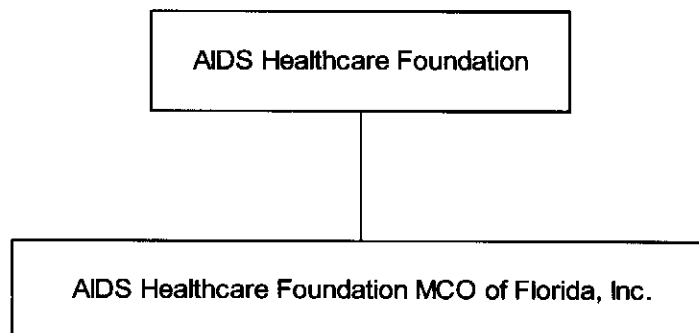 AIDS Healthcare Foundation
AIDS Healthcare Foundation MCO of Florida, Inc.